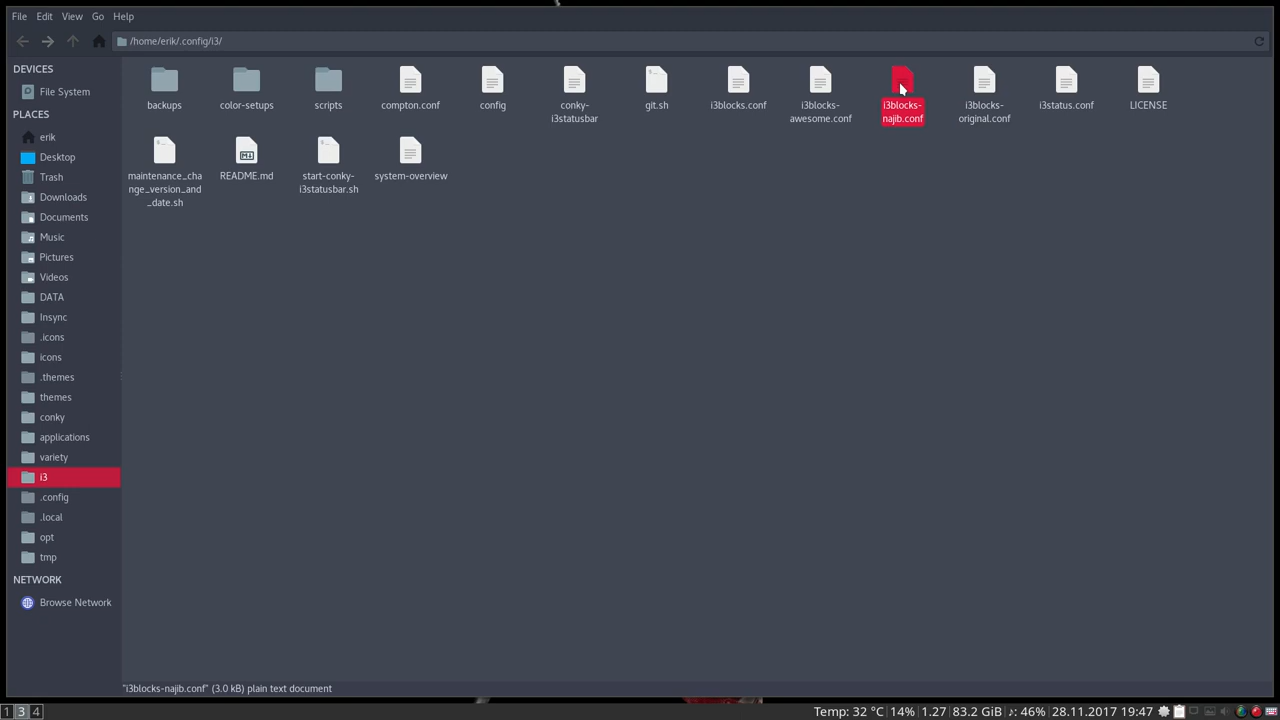 File Edit View Go Help
/home/erik/.config/i3/
DEVICES
File System
PLACES
erik
Desktop
Trash
Downloads
Documents
Music
Pictures
Videos
DATA
Insync
.icons
icons
.themes
themes
conky
applications
variety
i3
.config
.local
opt
tmp
NETWORK
Browse Network
backups
color-setups
scripts
compton.conf
config
conky-
i3statusbar
git.sh
i3blocks.conf
i3blocks-
awesome.conf
i3blocks-
najib.conf
i3blocks-
original.conf
i3status.conf
LICENSE
maintenance_cha
nge_version_and
_date.sh
README.md
start-conky-
i3statusbar.sh
system-overview
"i3blocks-najib.conf" (3.0 kB) plain text document
1 3 4
Temp: 32 °C 14% 1.27 83.2 GiB ♪: 46% 28.11.2017 19:47